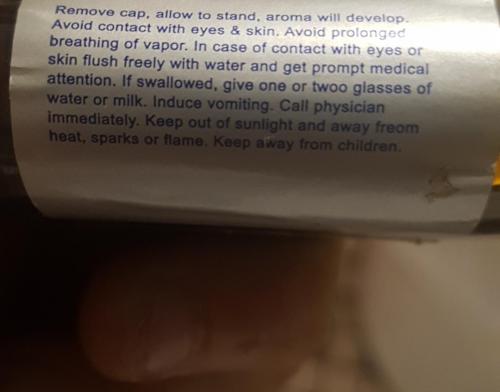 Remove cap, allow to stand, aroma will develop.
Avoid contact with eyes & skin. Avoid prolonged
breathing of vapor. In case of contact with eyes or
skin flush freely with water and get prompt medical
attention. If swallowed, give one or twoo glasses of
water or milk. Induce vomiting. Call physician
immediately. Keep out of sunlight and away freom
heat, sparks or flame. Keep away from children.